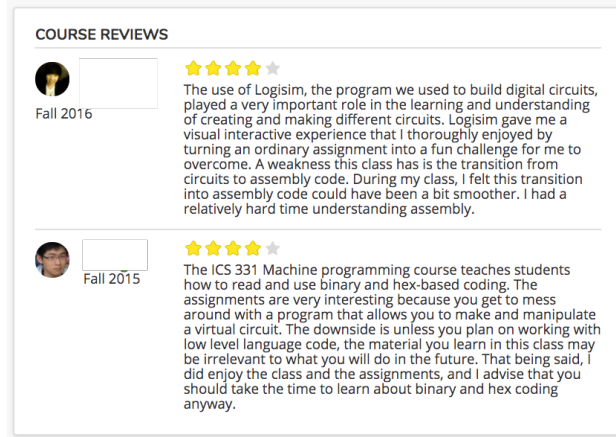 COURSE REVIEWS
Fall 2016
The use of Logisim, the program we used to build digital circuits,
played a very important role in the learning and understanding
of creating and making different circuits. Logisim gave me a
visual interactive experience that I thoroughly enjoyed by
turning an ordinary assignment into a fun challenge for me to
overcome. A weakness this class has is the transition from
circuits to assembly code. During my class, I felt this transition
into assembly code could have been a bit smoother. I had a
relatively hard time understanding assembly.
Fall 2015
The ICS 331 Machine programming course teaches students
how to read and use binary and hex-based coding. The
assignments are very interesting because you get to mess
around with a program that allows you to make and manipulate
a virtual circuit. The downside is unless you plan on working with
low level language code, the material you learn in this class may
be irrelevant to what you will do in the future. That being said, I
did enjoy the class and the assignments, and I advise that you
should take the time to learn about binary and hex coding
anyway.